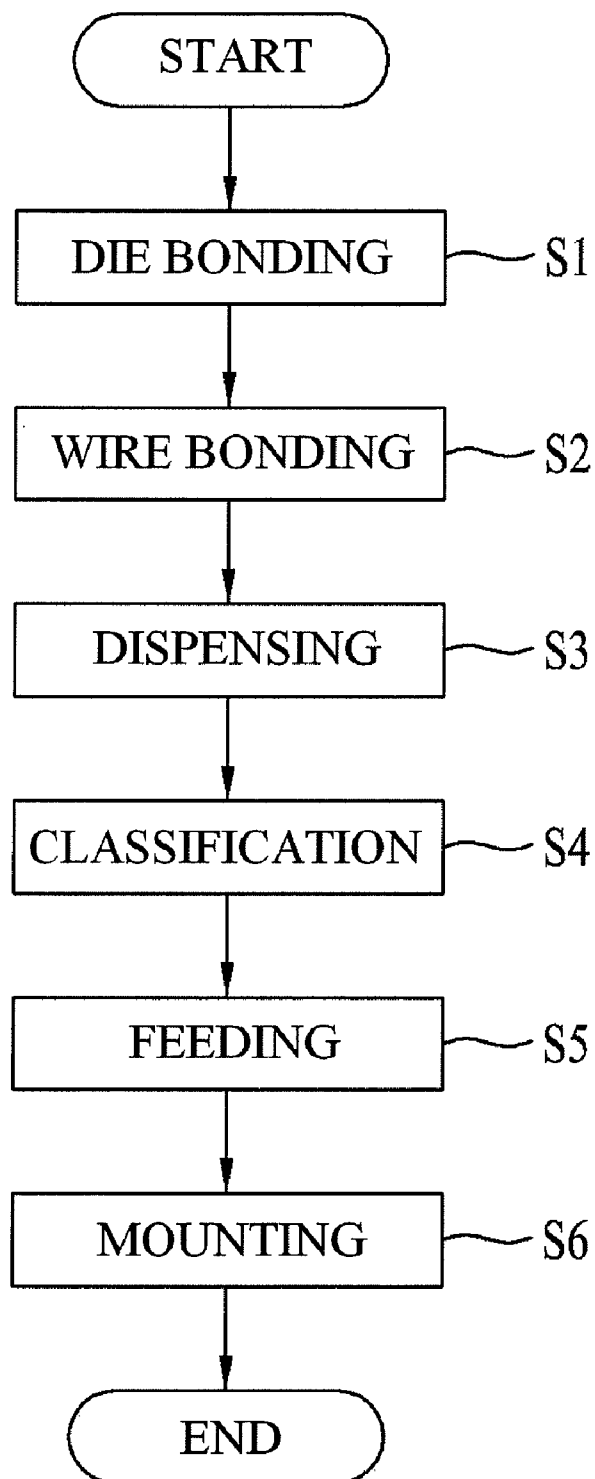 START
DIE BONDING S1
WIRE BONDING S2
DISPENSING S3
CLASSIFICATION S4
FEEDING S5
MOUNTING S6
END